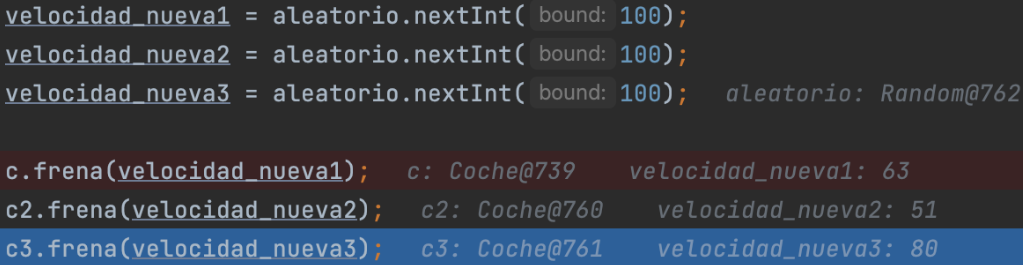 velocidad_nueva1 = aleatorio.nextInt( bound: 100);
velocidad_nueva2 = aleatorio.nextInt( bound: 100);
velocidad_nueva3 = aleatorio.nextInt( bound: 100); aleatorio: Random@762
c.frena(velocidad_nueva1); c: Coche@739 velocidad_nueva1: 63
c2.frena(velocidad_nueva2); c2: Coche@760 velocidad_nueva2: 51
c3.frena(velocidad_nueva3); c3: Coche@761 velocidad_nueva3: 80